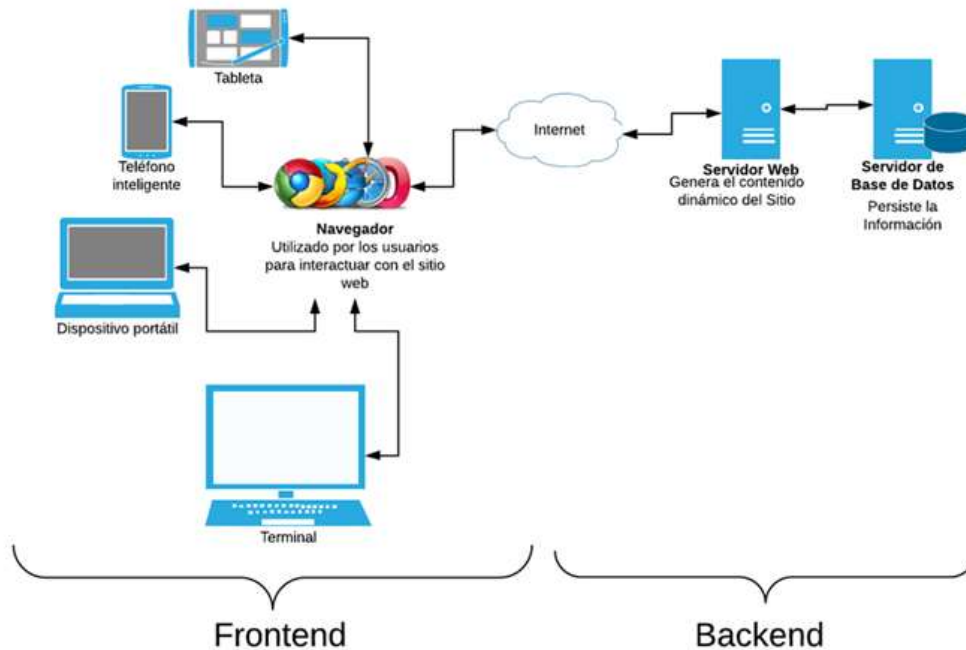 Tableta
Teléfono
inteligente
Internet
Navegador
Utilizado por los usuarios
para interactuar con el sitio
web
Servidor Web
Genera el contenido
dinámico del Sitio
Servidor de
Base de Datos
Persiste la
Información
Dispositivo portátil
Terminal
Frontend
Backend